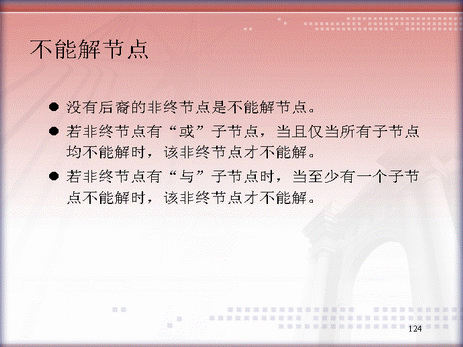 不能解节点
● 没有后裔的非终节点是不能解节点。
● 若非终节点有“或”子节点，当且仅当所有子节点
均不能解时，该非终节点才不能解。
● 若非终节点有“与”子节点时，当至少有一个子节
点不能解时，该非终节点才不能解。
124